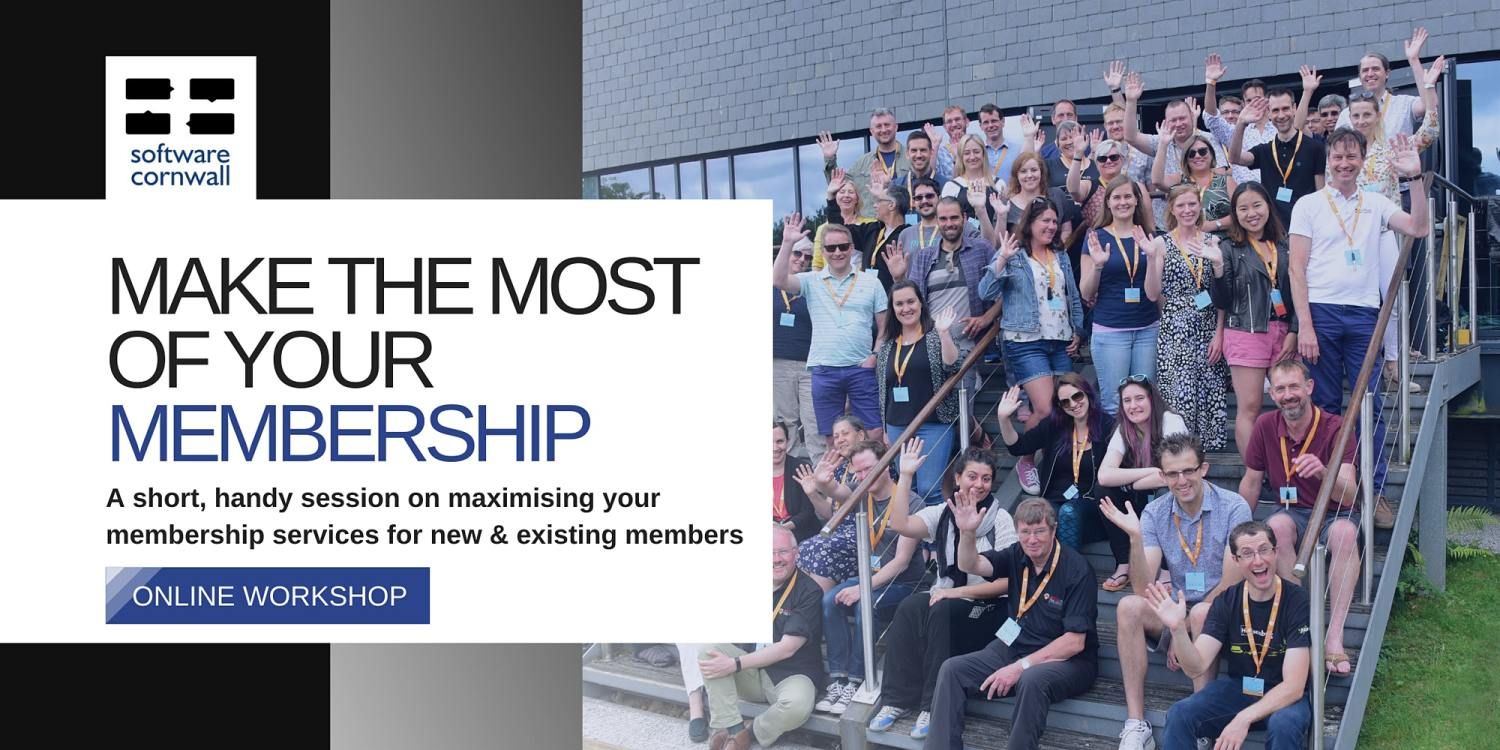 software
cornwall
MAKE THE MOST
OF YOUR
MEMBERSHIP
A short, handy session on maximising your
membership services for new & existing members
ONLINE WORKSHOP